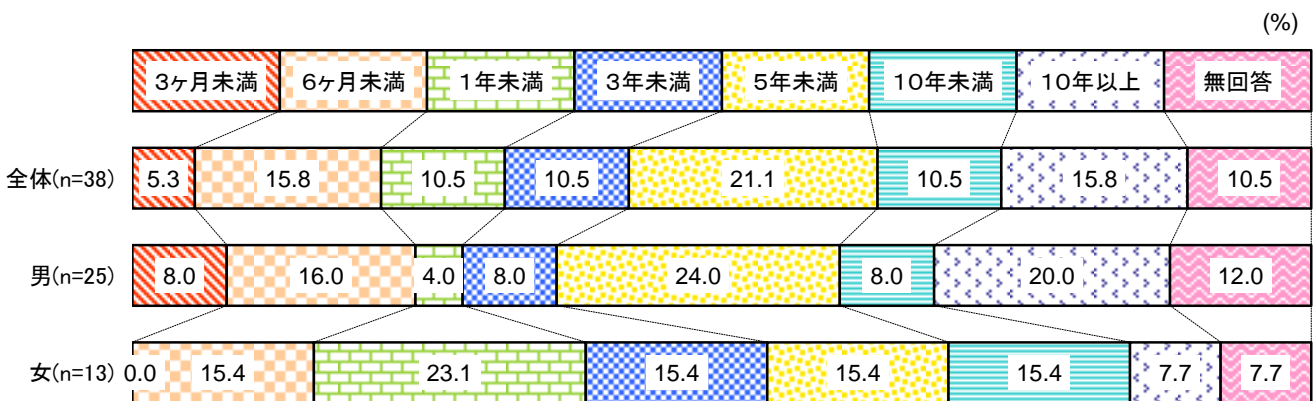 (%)
3ヶ月未満 6ヶ月未満 1年未満 3年未満 5年未満 10年未満 10年以上 無回答
全体(n=38) 5.3 15.8 10.5 10.5 21.1 10.5 15.8 10.5
男(n=25) 8.0 16.0 4.0 8.0 24.0 8.0 20.0 12.0
女(n=13) 0.0 15.4 23.1 15.4 15.4 15.4 7.7 7.7